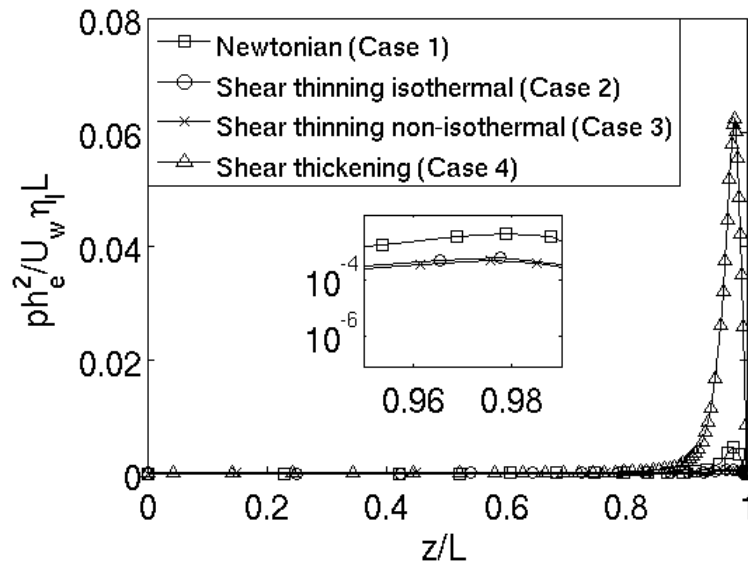 0.08
0.06
0.04
0.02
0
ph_e^2/U_w η_l L
Newtonian (Case 1)
Shear thinning isothermal (Case 2)
Shear thinning non-isothermal (Case 3)
Shear thickening (Case 4)
10^-4
10^-6
0.96 0.98
0 0.2 0.4 0.6 0.8 1
z/L